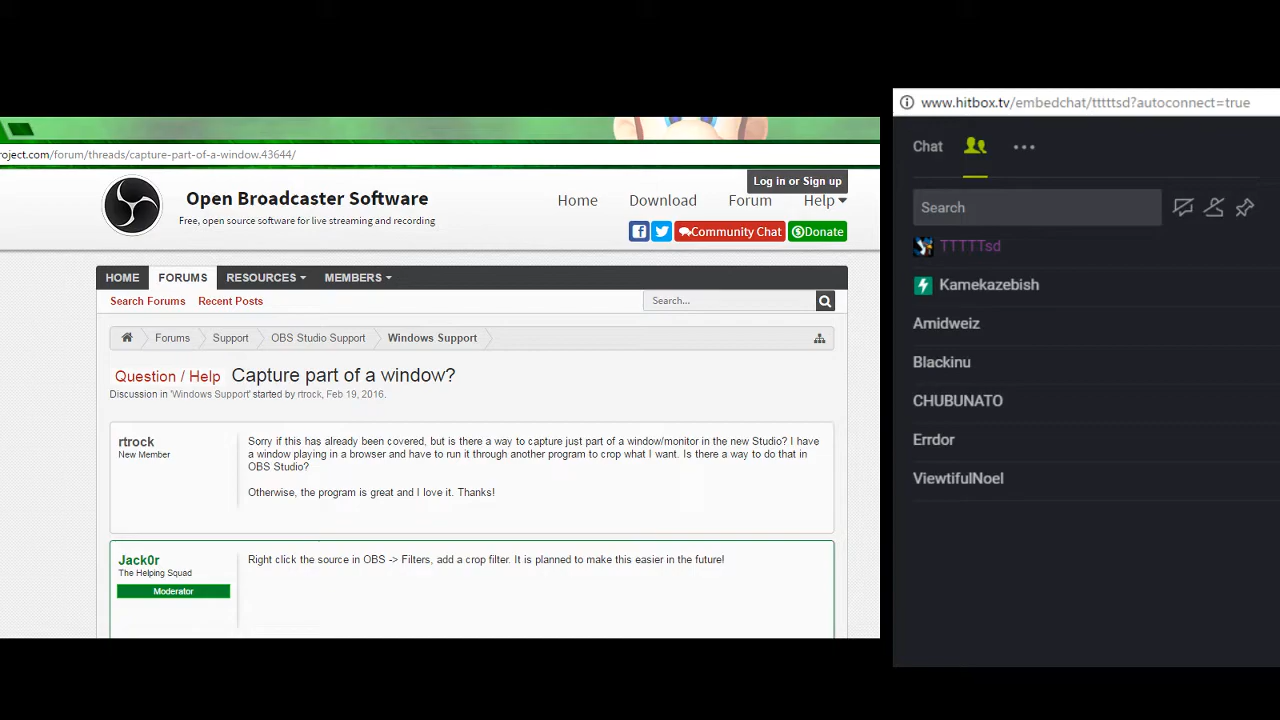 roject.com/forum/threads/capture-part-of-a-window.43644/
Log in or Sign up
Open Broadcaster Software
Free, open source software for live streaming and recording
Home Download Forum Help
Community Chat Donate
HOME FORUMS RESOURCES MEMBERS
Search Forums Recent Posts Search...
Forums Support OBS Studio Support Windows Support
Question / Help Capture part of a window?
Discussion in 'Windows Support' started by rtrock, Feb 19, 2016.
rtrock
New Member
Sorry if this has already been covered, but is there a way to capture just part of a window/monitor in the new Studio? I have
a window playing in a browser and have to run it through another program to crop what I want. Is there a way to do that in
OBS Studio?
Otherwise, the program is great and I love it. Thanks!
Jack0r
The Helping Squad
Moderator
Right click the source in OBS -> Filters, add a crop filter. It is planned to make this easier in the future!
www.hitbox.tv/embedchat/tttttsd?autoconnect=true
Chat
Search
TTTTTsd
Kamekazebish
Amidweiz
Blackinu
CHUBUNATO
Errdor
ViewtifulNoel